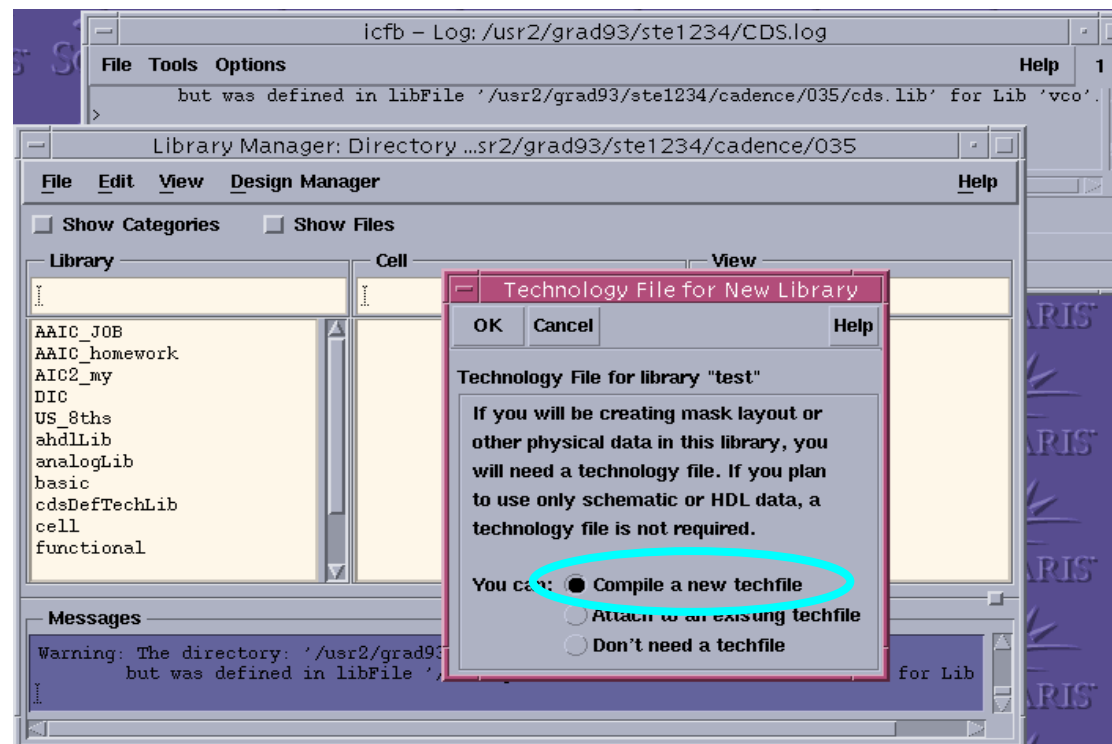 icfb – Log: /usr2/grad93/ste1234/CDS.log
File Tools Options Help 1
but was defined in libFile '/usr2/grad93/ste1234/cadence/035/cds.lib' for Lib 'vco'.
>
Library Manager: Directory ...sr2/grad93/ste1234/cadence/035
File Edit View Design Manager Help
Show Categories Show Files
Library Cell View
Technology File for New Library
OK Cancel Help
Technology File for library "test"
If you will be creating mask layout or
other physical data in this library, you
will need a technology file. If you plan
to use only schematic or HDL data, a
technology file is not required.
You can: Compile a new techfile
Attach to an existing techfile
Don't need a techfile
AAIC_JOB
AAIC_homework
AIC2_my
DIC
US_8ths
ahdlLib
analogLib
basic
cdsDefTechLib
cell
functional
Messages
Warning: The directory: '/usr2/grad93
but was defined in libFile '/ for Lib
ARIS
ARIS
ARIS
ARIS